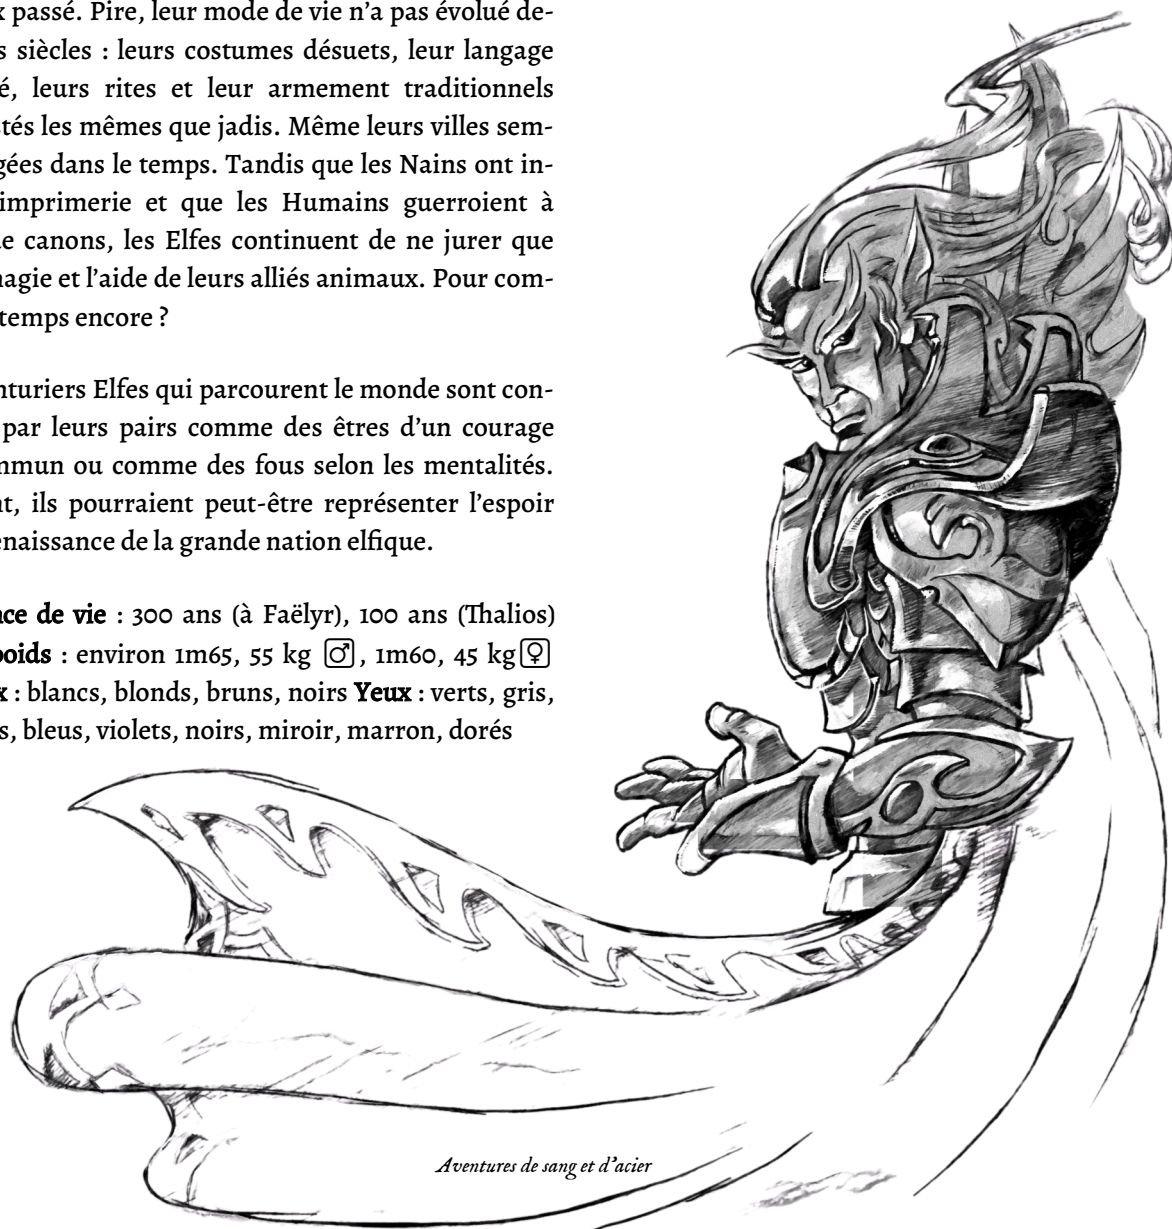 x passé. Pire, leur mode de vie n’a pas évolué de-
s siècles : leurs costumes désuets, leur langage
é, leurs rites et leur armement traditionnels
tés les mêmes que jadis. Même leurs villes sem-
gées dans le temps. Tandis que les Nains ont in-
imprimerie et que les Humains guerroient à
e canons, les Elfes continuent de ne jurer que
nagie et l’aide de leurs alliés animaux. Pour com-
temps encore ?
nturiers Elfes qui parcourent le monde sont con-
par leurs pairs comme des êtres d’un courage
mmun ou comme des fous selon les mentalités.
nt, ils pourraient peut-être représenter l’espoir
enaissance de la grande nation elfique.
nce de vie : 300 ans (à Faëlyr), 100 ans (Thalios)
poids : environ 1m65, 55 kg ♂, 1m60, 45 kg ♀
x : blancs, blonds, bruns, noirs Yeux : verts, gris,
s, bleus, violets, noirs, miroir, marron, dorés
Aventures de sang et d’acier